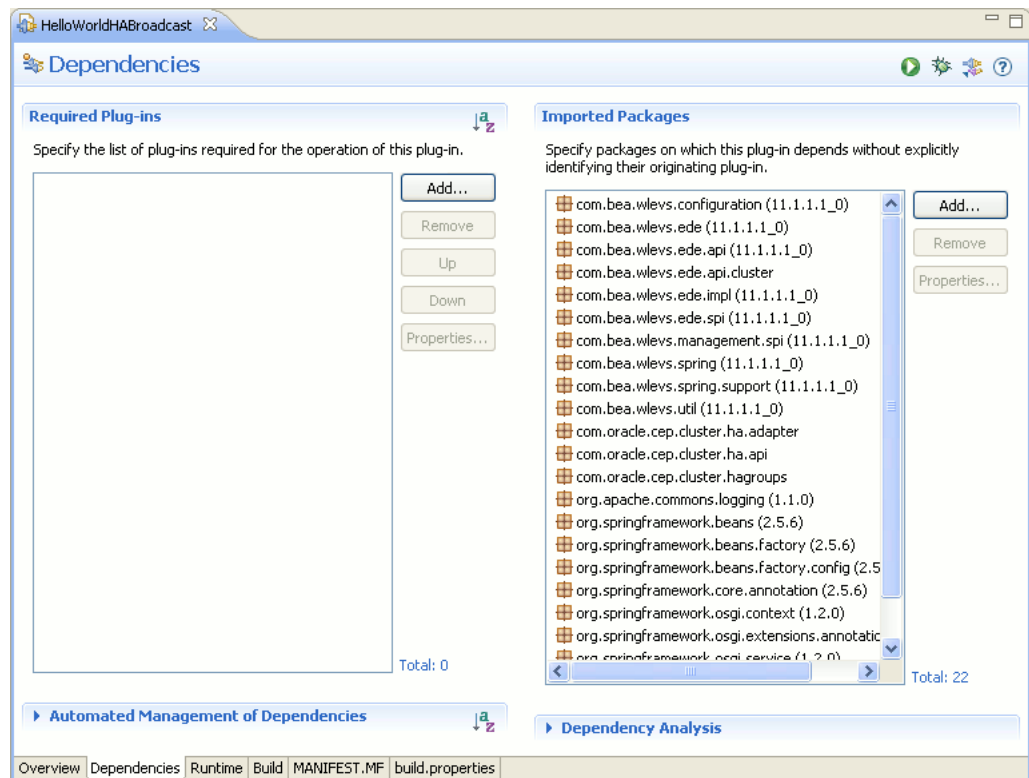 HelloWorldHABroadcast
Dependencies
Required Plug-ins
Specify the list of plug-ins required for the operation of this plug-in.
Add...
Remove
Up
Down
Properties...
Total: 0
Imported Packages
Specify packages on which this plug-in depends without explicitly
identifying their originating plug-in.
com.bea.wlevs.configuration (11.1.1.1_0)
com.bea.wlevs.ede (11.1.1.1_0)
com.bea.wlevs.ede.api (11.1.1.1_0)
com.bea.wlevs.ede.api.cluster
com.bea.wlevs.ede.impl (11.1.1.1_0)
com.bea.wlevs.ede.spi (11.1.1.1_0)
com.bea.wlevs.management.spi (11.1.1.1_0)
com.bea.wlevs.spring (11.1.1.1_0)
com.bea.wlevs.spring.support (11.1.1.1_0)
com.bea.wlevs.util (11.1.1.1_0)
com.oracle.cep.cluster.ha.adapter
com.oracle.cep.cluster.ha.api
com.oracle.cep.cluster.hagroups
org.apache.commons.logging (1.1.0)
org.springframework.beans (2.5.6)
org.springframework.beans.factory (2.5.6)
org.springframework.beans.factory.config (2.5
org.springframework.core.annotation (2.5.6)
org.springframework.osgi.context (1.2.0)
org.springframework.osgi.extensions.annotatic
org.springframework.osgi.service (1.2.0)
Add...
Remove
Properties...
Total: 22
Automated Management of Dependencies
Dependency Analysis
Overview Dependencies Runtime Build MANIFEST.MF build.properties